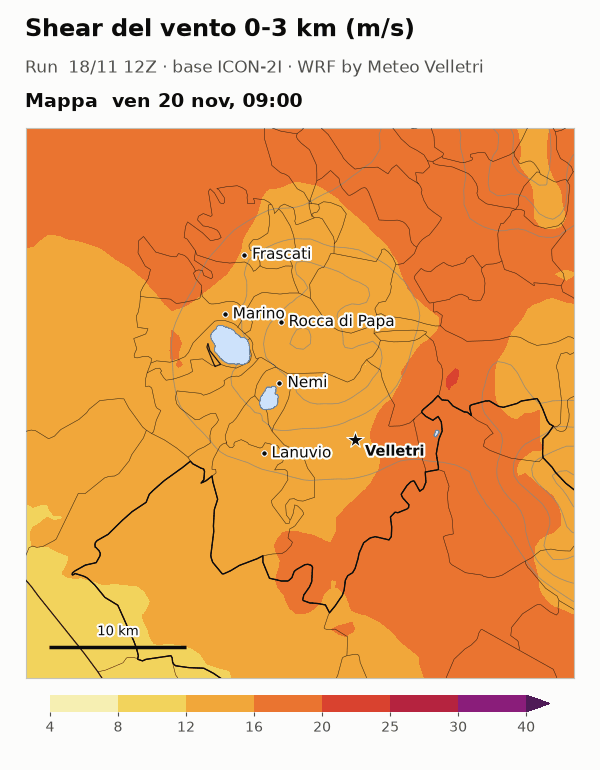 Shear del vento 0-3 km (m/s)
Run  18/11 12Z · base ICON-2I · WRF by Meteo Velletri
Mappa  ven 20 nov, 09:00
Frascati
Marino
Rocca di Papa
Nemi
Velletri
Lanuvio
10 km
4 8 12 16 20 25 30 40